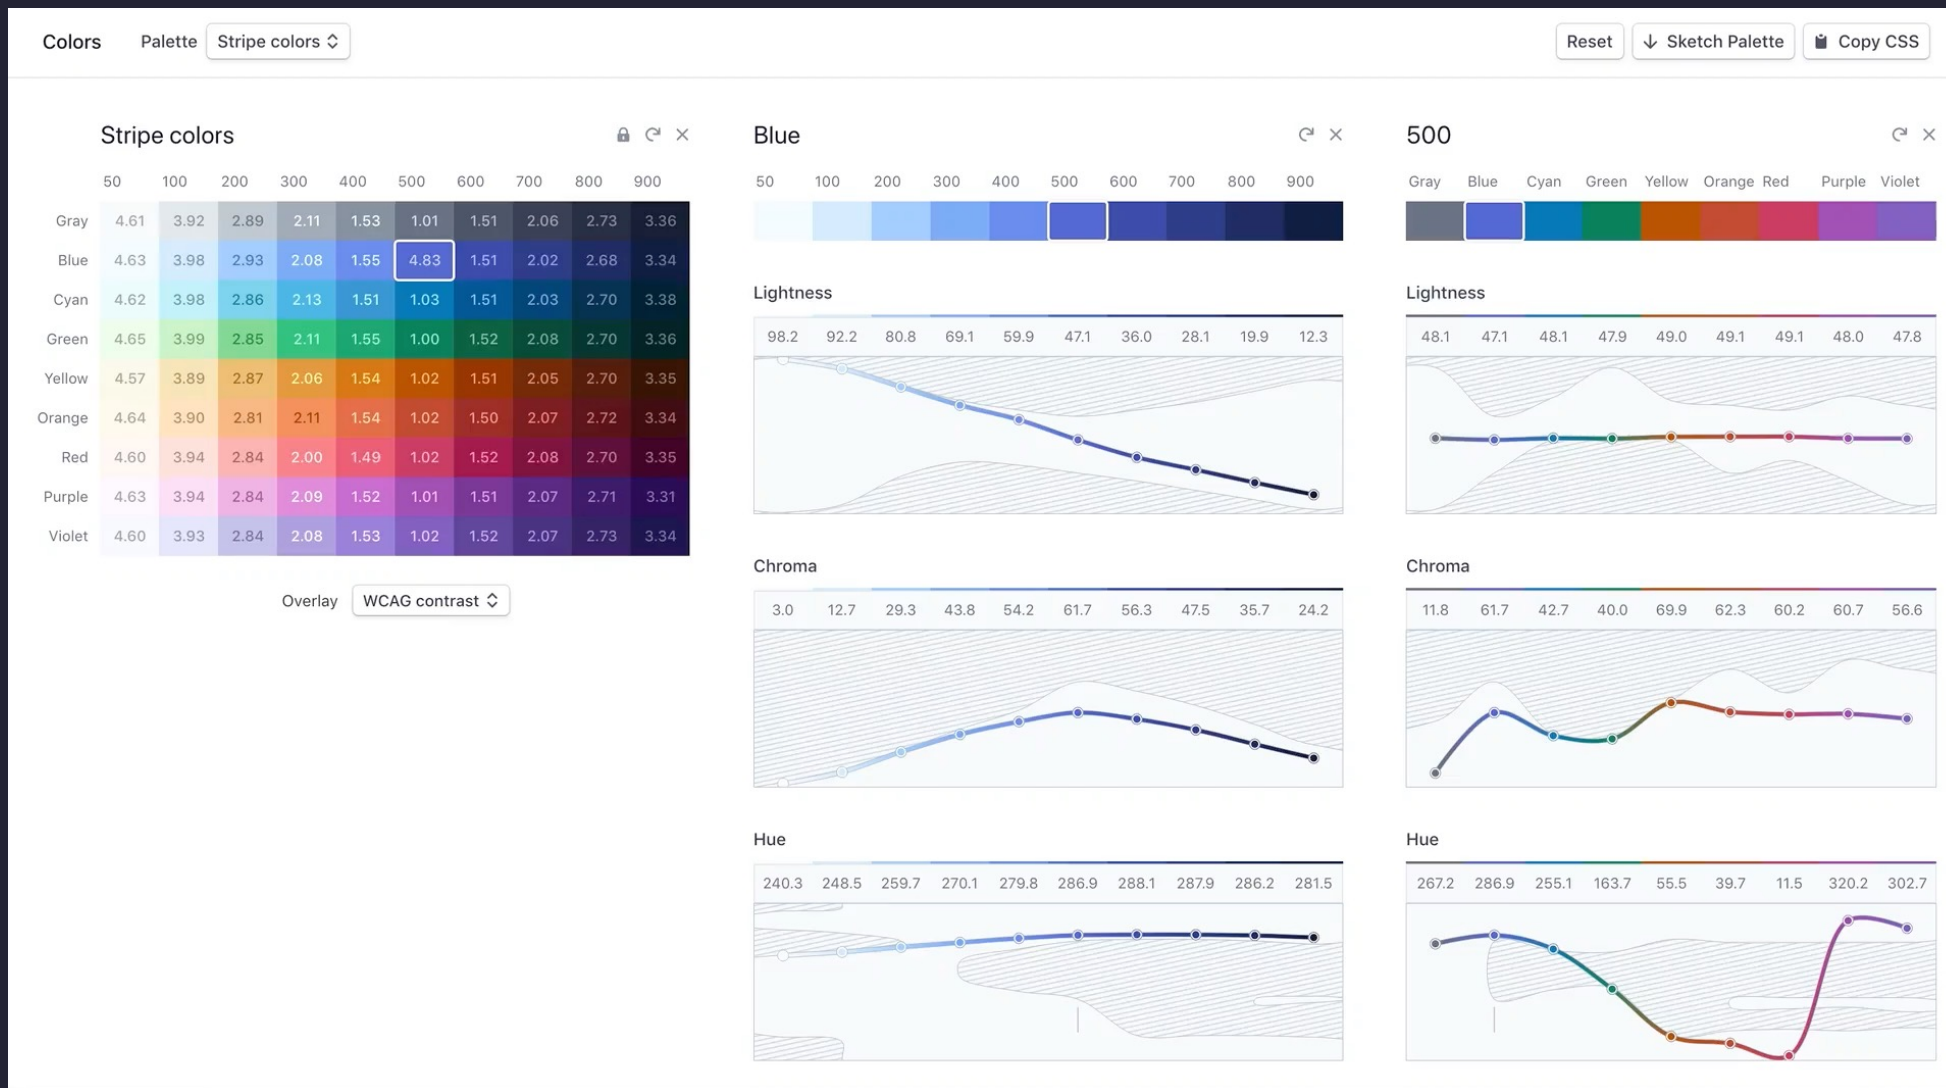 Colors Palette Stripe colors Reset Sketch Palette Copy CSS
Stripe colors
50 100 200 300 400 500 600 700 800 900
Gray 4.61 3.92 2.89 2.11 1.53 1.01 1.51 2.06 2.73 3.36
Blue 4.63 3.98 2.93 2.08 1.55 4.83 1.51 2.02 2.68 3.34
Cyan 4.62 3.98 2.86 2.13 1.51 1.03 1.51 2.03 2.70 3.38
Green 4.65 3.99 2.85 2.11 1.55 1.00 1.52 2.08 2.70 3.36
Yellow 4.57 3.89 2.87 2.06 1.54 1.02 1.51 2.05 2.70 3.35
Orange 4.64 3.90 2.81 2.11 1.54 1.02 1.50 2.07 2.72 3.34
Red 4.60 3.94 2.84 2.00 1.49 1.02 1.52 2.08 2.70 3.35
Purple 4.63 3.94 2.84 2.09 1.52 1.01 1.51 2.07 2.71 3.31
Violet 4.60 3.93 2.84 2.08 1.53 1.02 1.52 2.07 2.73 3.34
Overlay WCAG contrast
Blue
50 100 200 300 400 500 600 700 800 900
Lightness
98.2 92.2 80.8 69.1 59.9 47.1 36.0 28.1 19.9 12.3
Chroma
3.0 12.7 29.3 43.8 54.2 61.7 56.3 47.5 35.7 24.2
Hue
240.3 248.5 259.7 270.1 279.8 286.9 288.1 287.9 286.2 281.5
500
Gray Blue Cyan Green Yellow Orange Red Purple Violet
Lightness
48.1 47.1 48.1 47.9 49.0 49.1 49.1 48.0 47.8
Chroma
11.8 61.7 42.7 40.0 69.9 62.3 60.2 60.7 56.6
Hue
267.2 286.9 255.1 163.7 55.5 39.7 11.5 320.2 302.7